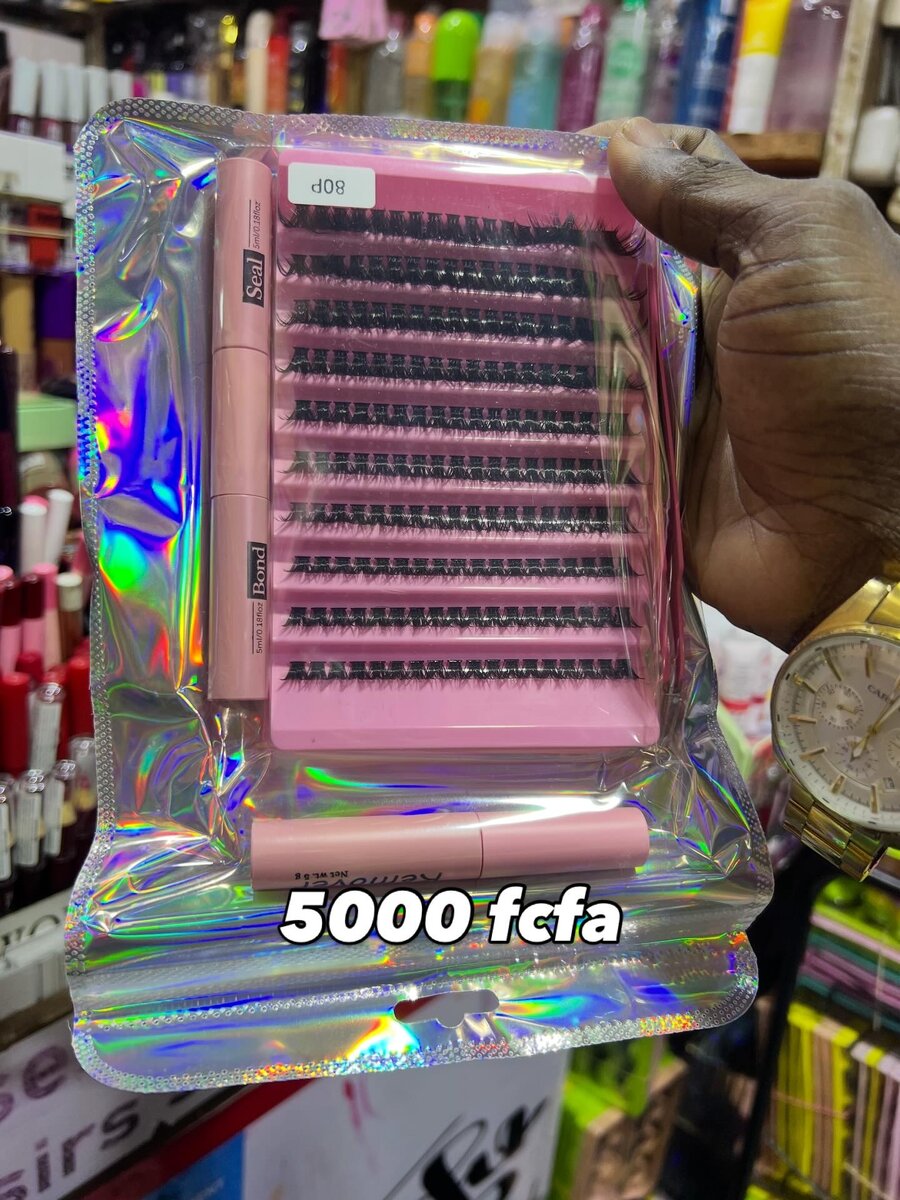 80P
Seal
5ml/0.18floz
Bond
5ml/0.18floz
Remover
Net wt. 5 g
5000 fcfa